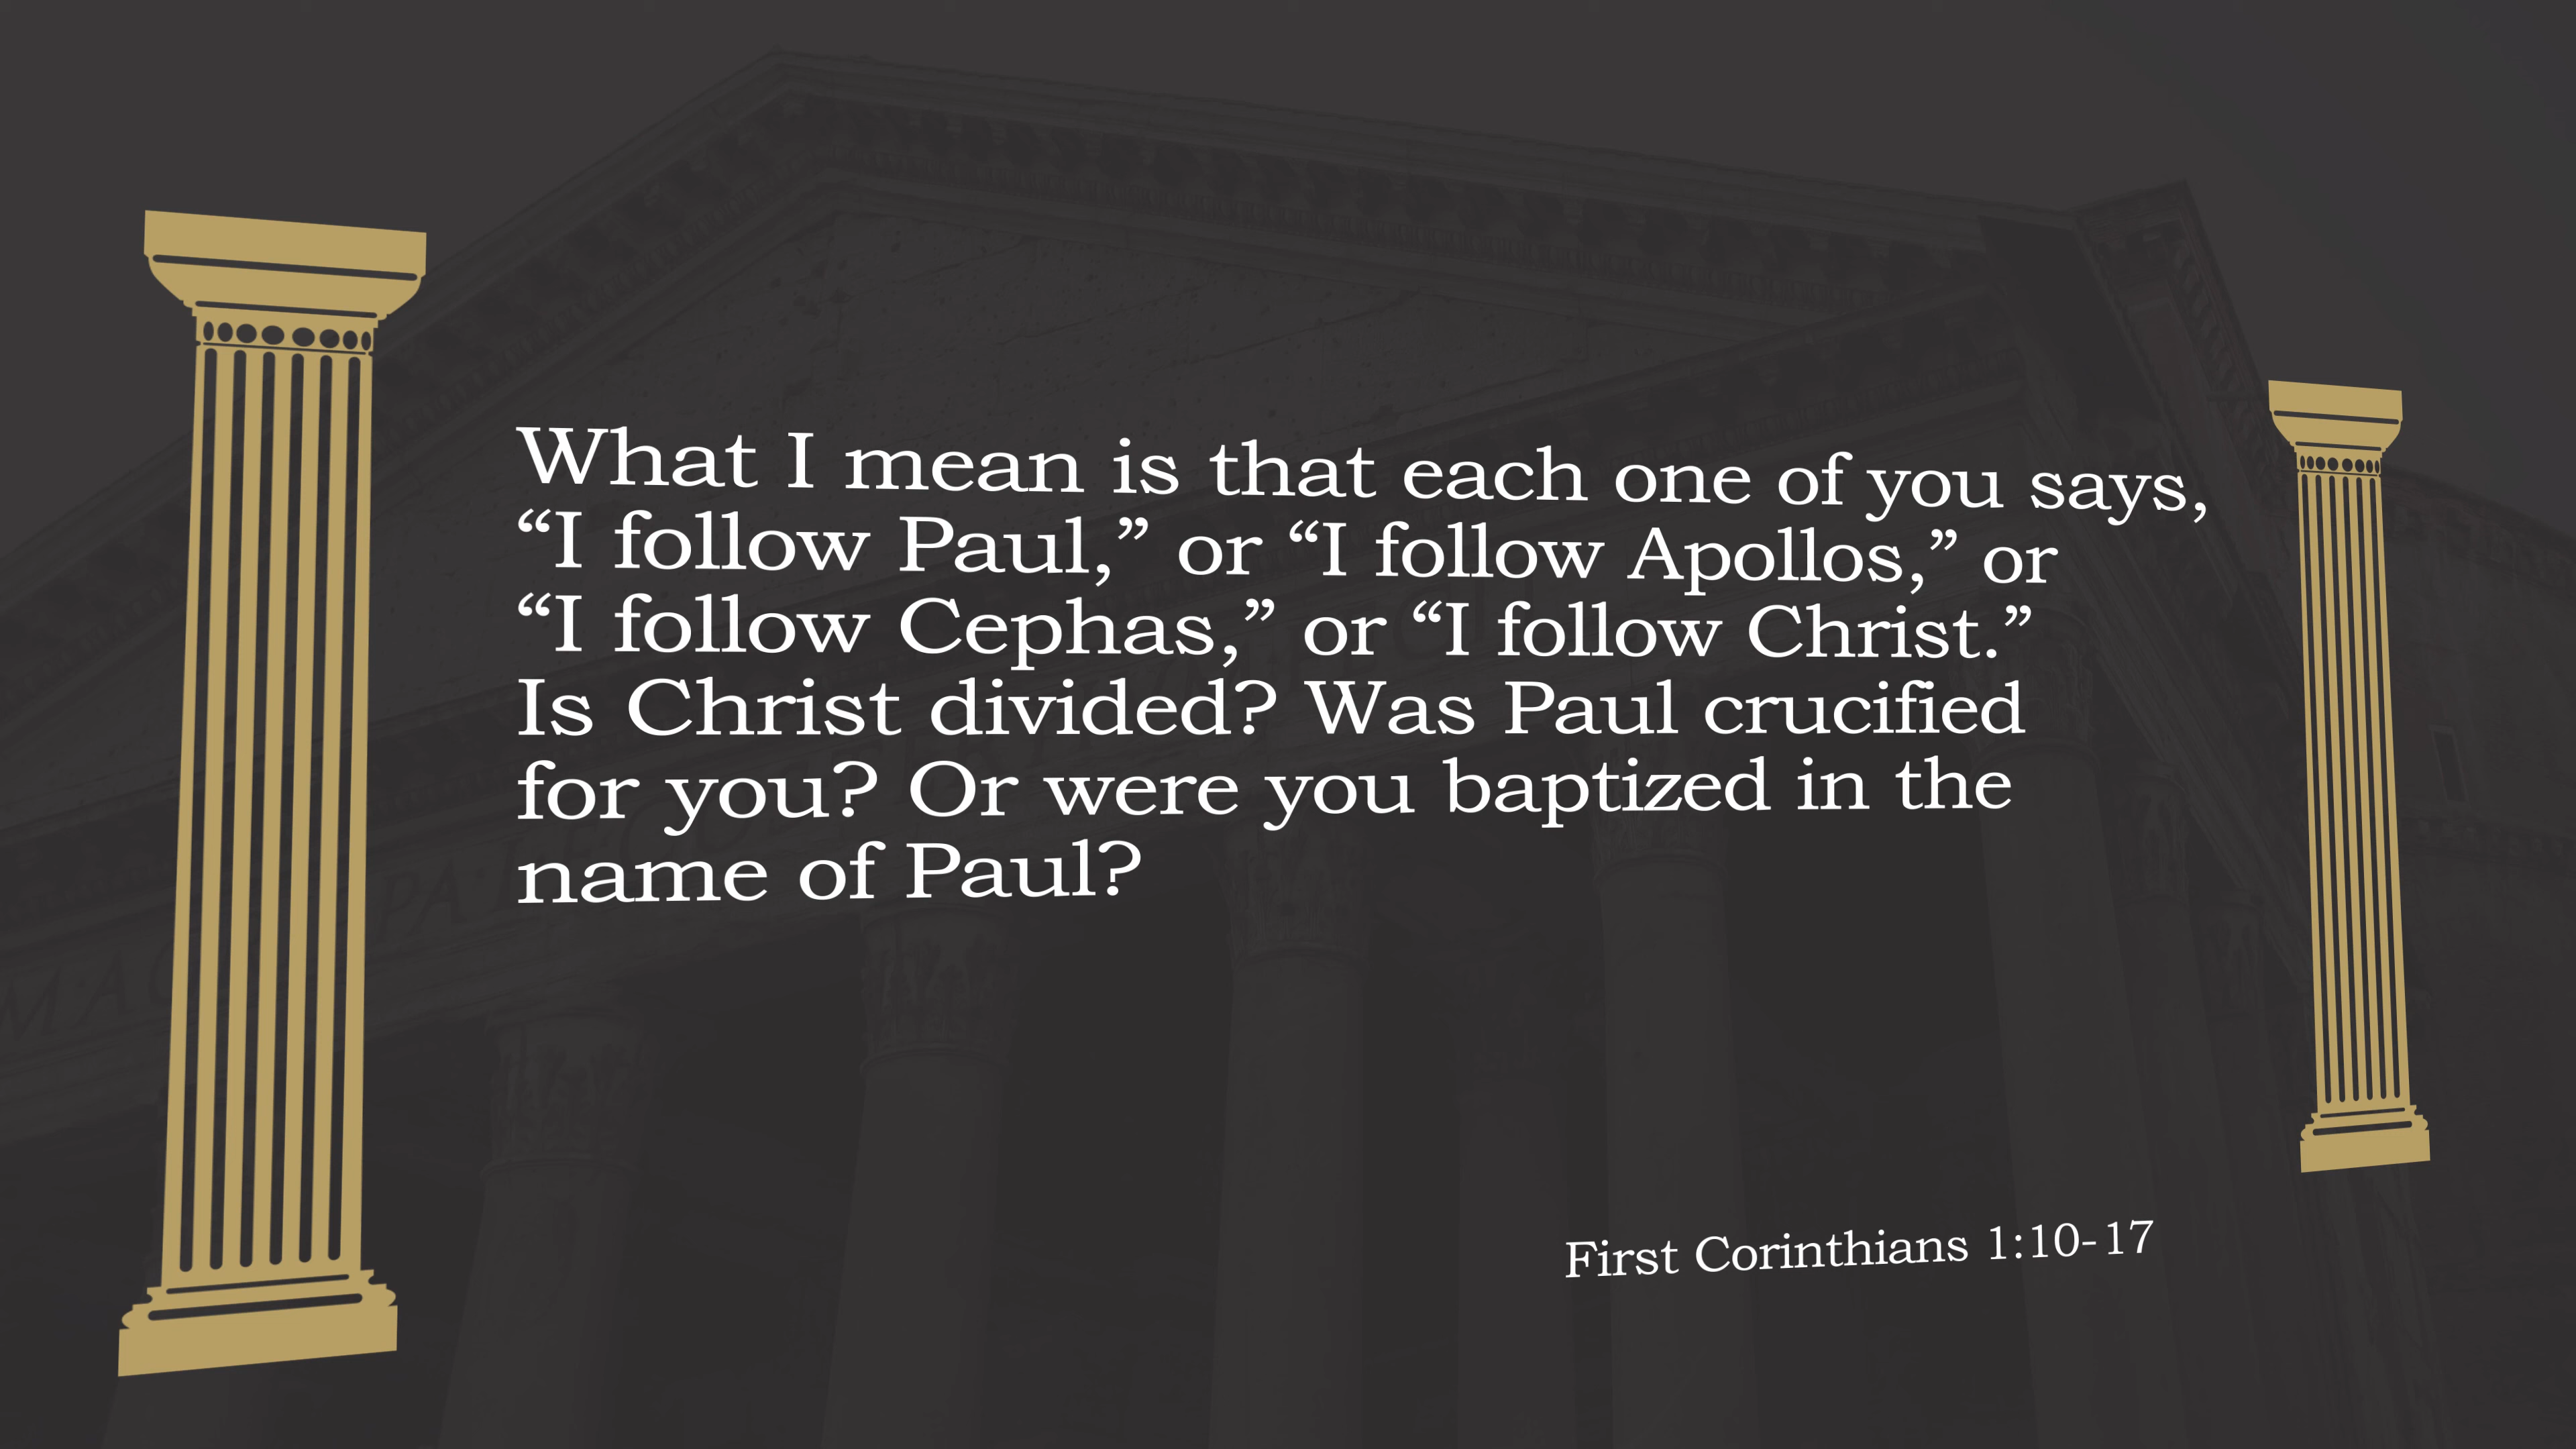 What I mean is that each one of you says,
“I follow Paul,” or “I follow Apollos,” or
“I follow Cephas,” or “I follow Christ.”
Is Christ divided? Was Paul crucified
for you? Or were you baptized in the
name of Paul?
First Corinthians 1:10-17